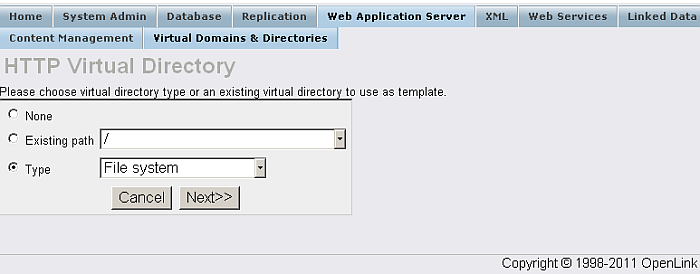 Home System Admin Database Replication Web Application Server XML Web Services Linked Data
Content Management Virtual Domains & Directories
HTTP Virtual Directory
Please choose virtual directory type or an existing virtual directory to use as template.
None
Existing path /
Type File system
Cancel Next>>
Copyright © 1998-2011 OpenLink